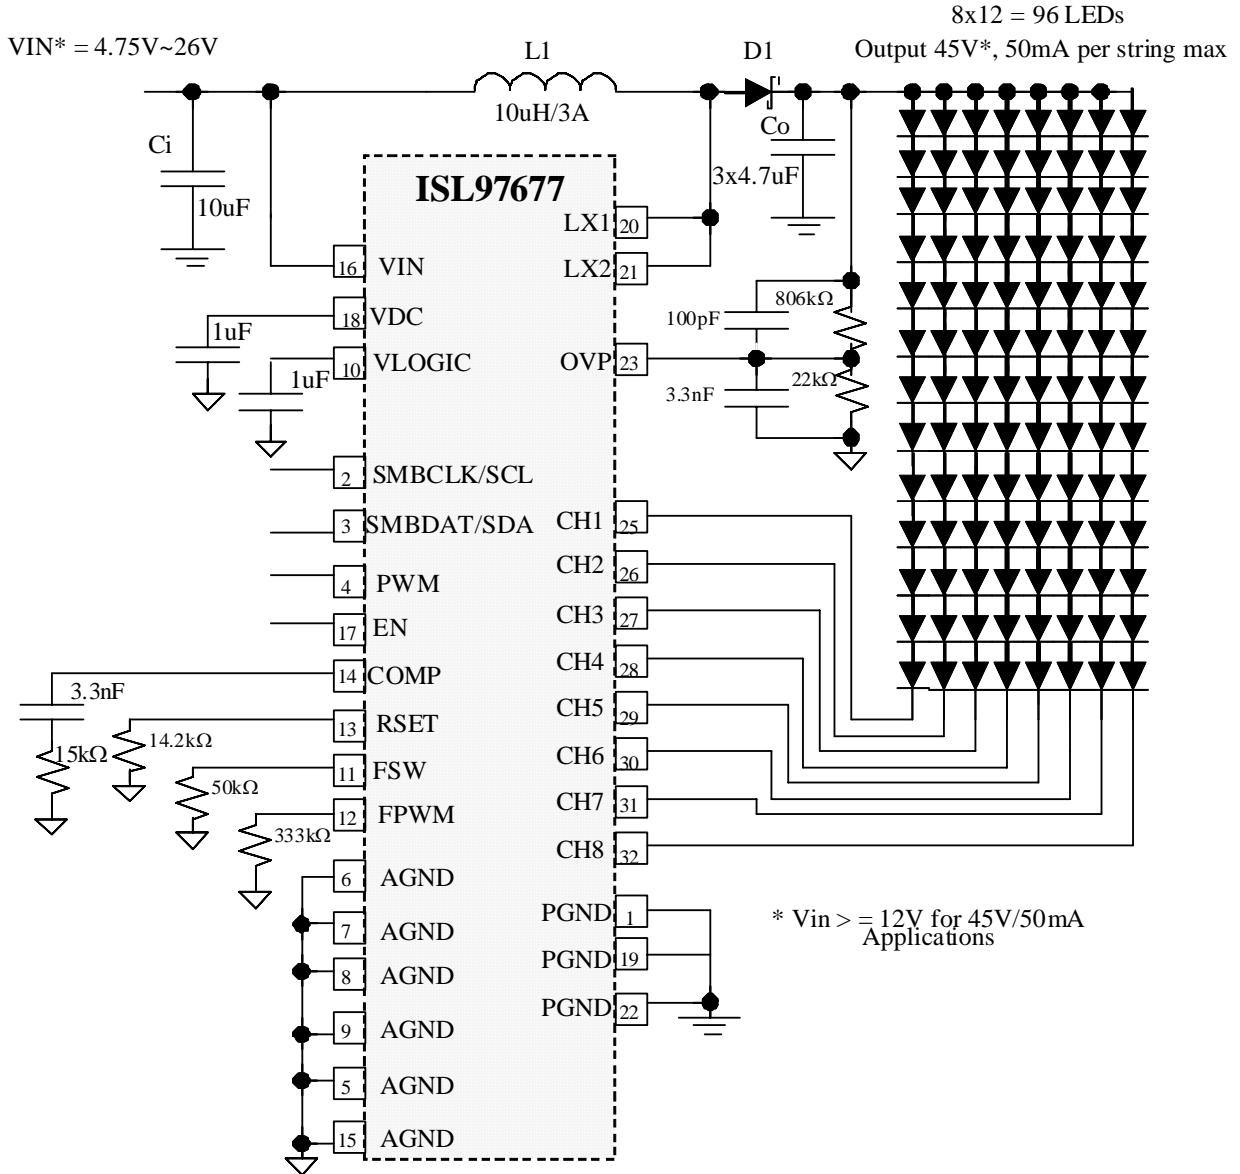 8x12 = 96 LEDs
VIN* = 4.75V~26V
L1
D1
Output 45V*, 50mA per string max
10uH/3A
Co
Ci
3x4.7uF
10uF
ISL97677
LX1
20
LX2
21
16
VIN
18
VDC
1uF
10
VLOGIC
1uF
OVP
23
100pF
806kΩ
3.3nF
22kΩ
2
SMBCLK/SCL
3
SMBDAT/SDA
CH1
25
4
PWM
CH2
26
17
EN
CH3
27
14
COMP
3.3nF
CH4
28
13
RSET
14.2kΩ
15kΩ
CH5
29
11
FSW
50kΩ
CH6
30
12
FPWM
333kΩ
CH7
31
CH8
32
6
AGND
PGND
1
7
AGND
* Vin > = 12V for 45V/50mA
Applications
PGND
19
8
AGND
PGND
22
9
AGND
5
AGND
15
AGND